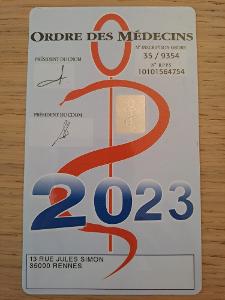 ORDRE DES MÉDECINS
N° INSCRIPTION ORDRE
35 / 9354
N° RPPS
10101564754
PRÉSIDENT DU CNOM
PRÉSIDENT DU CDOM
2023
13 RUE JULES SIMON
35000 RENNES